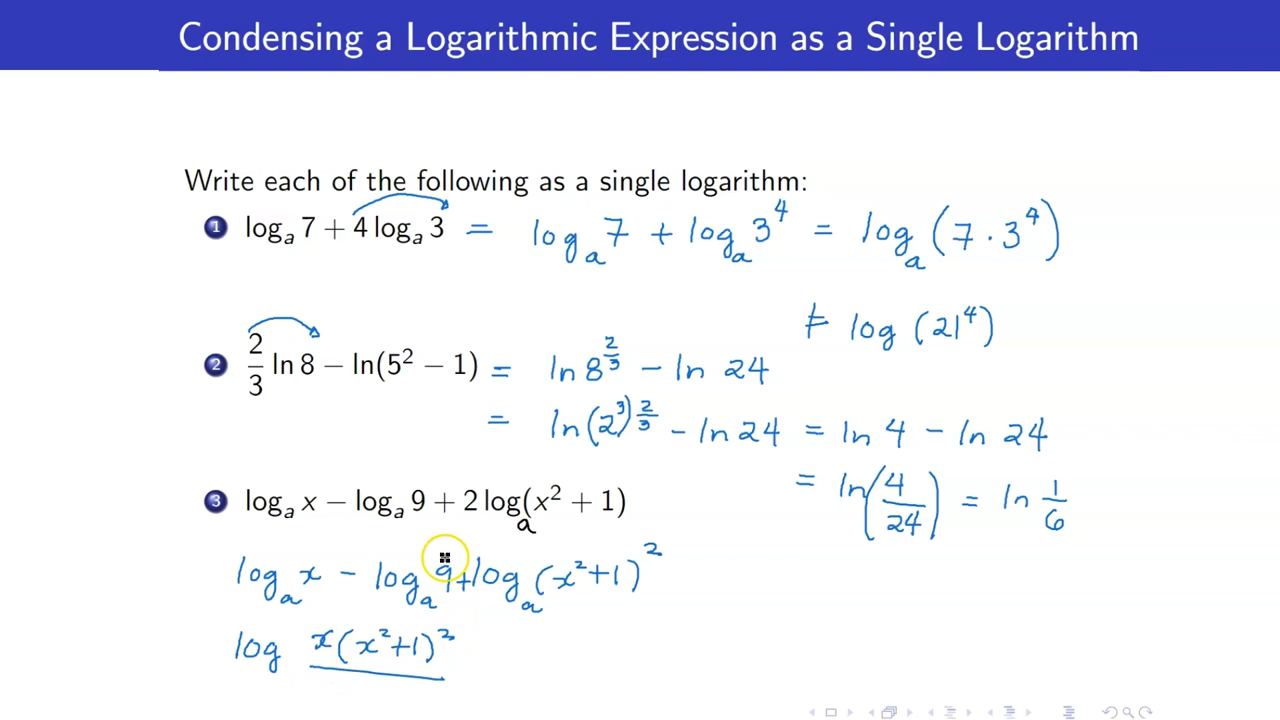 Condensing a Logarithmic Expression as a Single Logarithm
Write each of the following as a single logarithm:
1 logₐ 7 + 4 logₐ 3 = logₐ 7 + logₐ 3⁴ = logₐ (7 · 3⁴)
≠ log (21⁴)
2 2/3 ln 8 − ln(5² − 1) = ln 8^(2/3) − ln 24
= ln (2³)^(2/3) − ln 24 = ln 4 − ln 24
= ln (4/24) = ln 1/6
3 logₐ x − logₐ 9 + 2 logₐ(x² + 1)
logₐ x − logₐ 9 + logₐ (x² + 1)²
log x(x² + 1)²